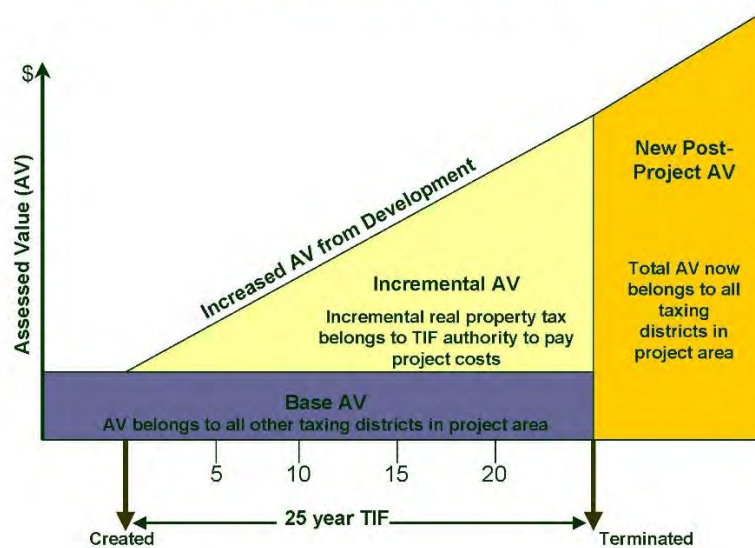 $
Assessed Value (AV)
Increased AV from Development
New Post-
Project AV
Incremental AV
Incremental real property tax
belongs to TIF authority to pay
project costs
Total AV now
belongs to all
taxing
districts in
project area
Base AV
AV belongs to all other taxing districts in project area
5 10 15 20
25 year TIF
Created
Terminated